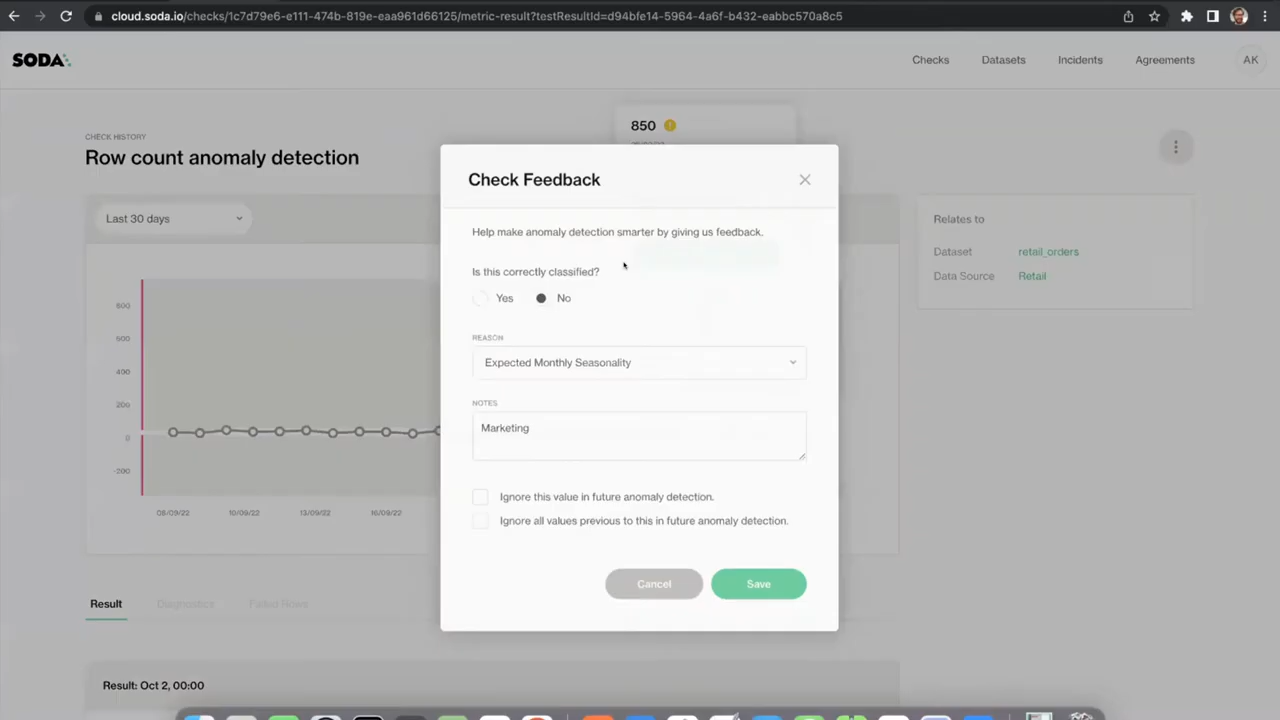 cloud.soda.io/checks/1c7d79e6-e111-474b-819e-eaa961d66125/metric-result?testResultId=d94bfe14-5964-4a6f-b432-eabbc570a8c5
SODA
Checks
Datasets
Incidents
Agreements
AK
CHECK HISTORY
Row count anomaly detection
850
Last 30 days
Relates to
Dataset
retail_orders
Data Source
Retail
600
500
400
200
0
-200
08/09/22
10/09/22
13/09/22
16/09/22
Check Feedback
Help make anomaly detection smarter by giving us feedback.
Is this correctly classified?
Yes
No
REASON
Expected Monthly Seasonality
NOTES
Marketing
Ignore this value in future anomaly detection.
Ignore all values previous to this in future anomaly detection.
Cancel
Save
Result
Diagnostics
Failed Rows
Result: Oct 2, 00:00